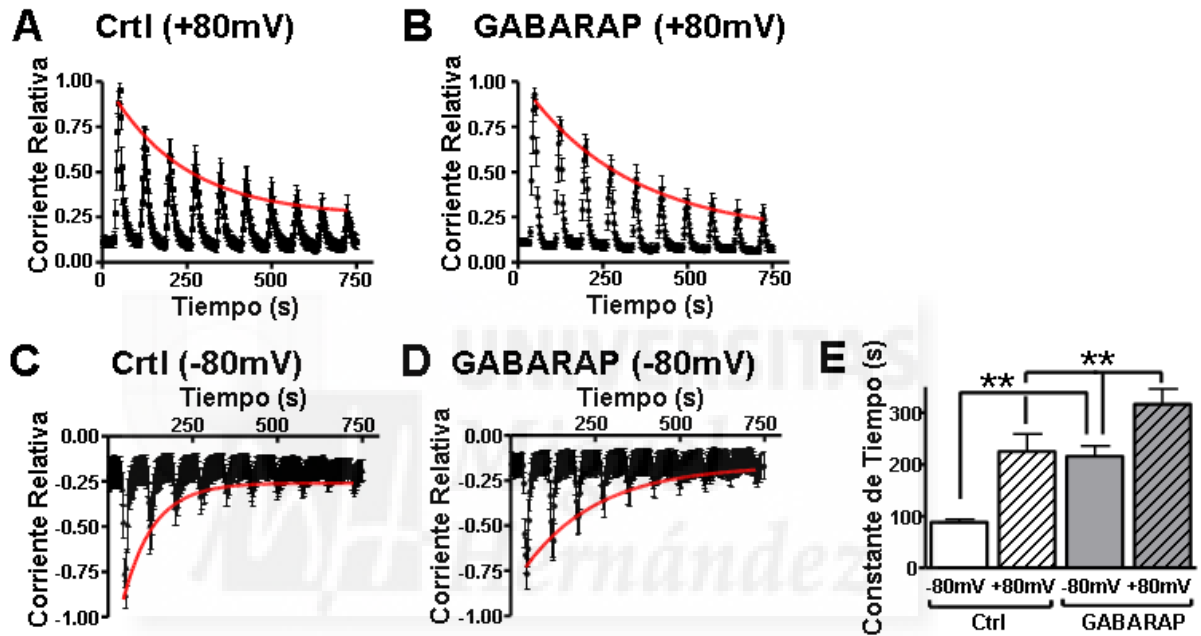 A Crtl (+80mV)
Corriente Relativa
1.00
0.75
0.50
0.25
0.00
0 250 500 750
Tiempo (s)
B GABARAP (+80mV)
Corriente Relativa
1.00
0.75
0.50
0.25
0.00
0 250 500 750
Tiempo (s)
C Crtl (-80mV)
Tiempo (s)
250 500 750
Corriente Relativa
0.00
-0.25
-0.50
-0.75
-1.00
D GABARAP (-80mV)
Tiempo (s)
250 500 750
Corriente Relativa
0.00
-0.25
-0.50
-0.75
-1.00
E
Constante de Tiempo (s)
** **
300
200
100
0
-80mV +80mV -80mV +80mV
Ctrl GABARAP
UNIVERSITAS
Miguel
Hernández